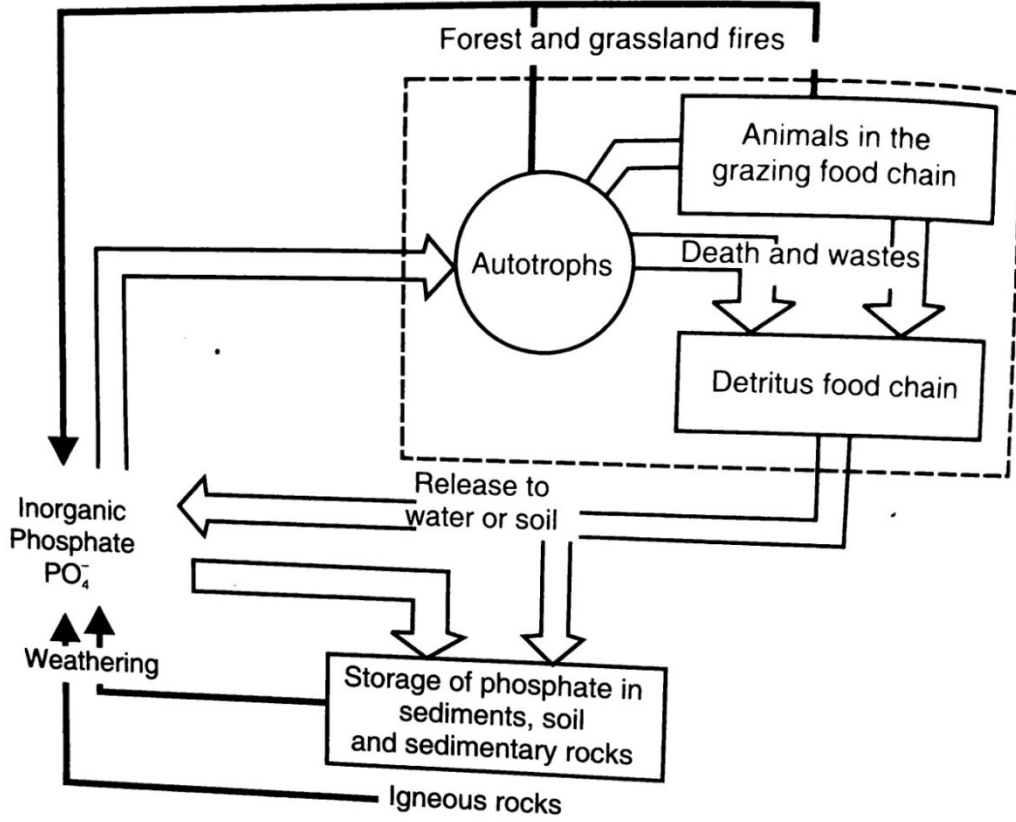 Forest and grassland fires
Animals in the
grazing food chain
Autotrophs
Death and wastes
Detritus food chain
Release to
water or soil
Inorganic
Phosphate
PO₄⁻
Weathering
Storage of phosphate in
sediments, soil
and sedimentary rocks
Igneous rocks